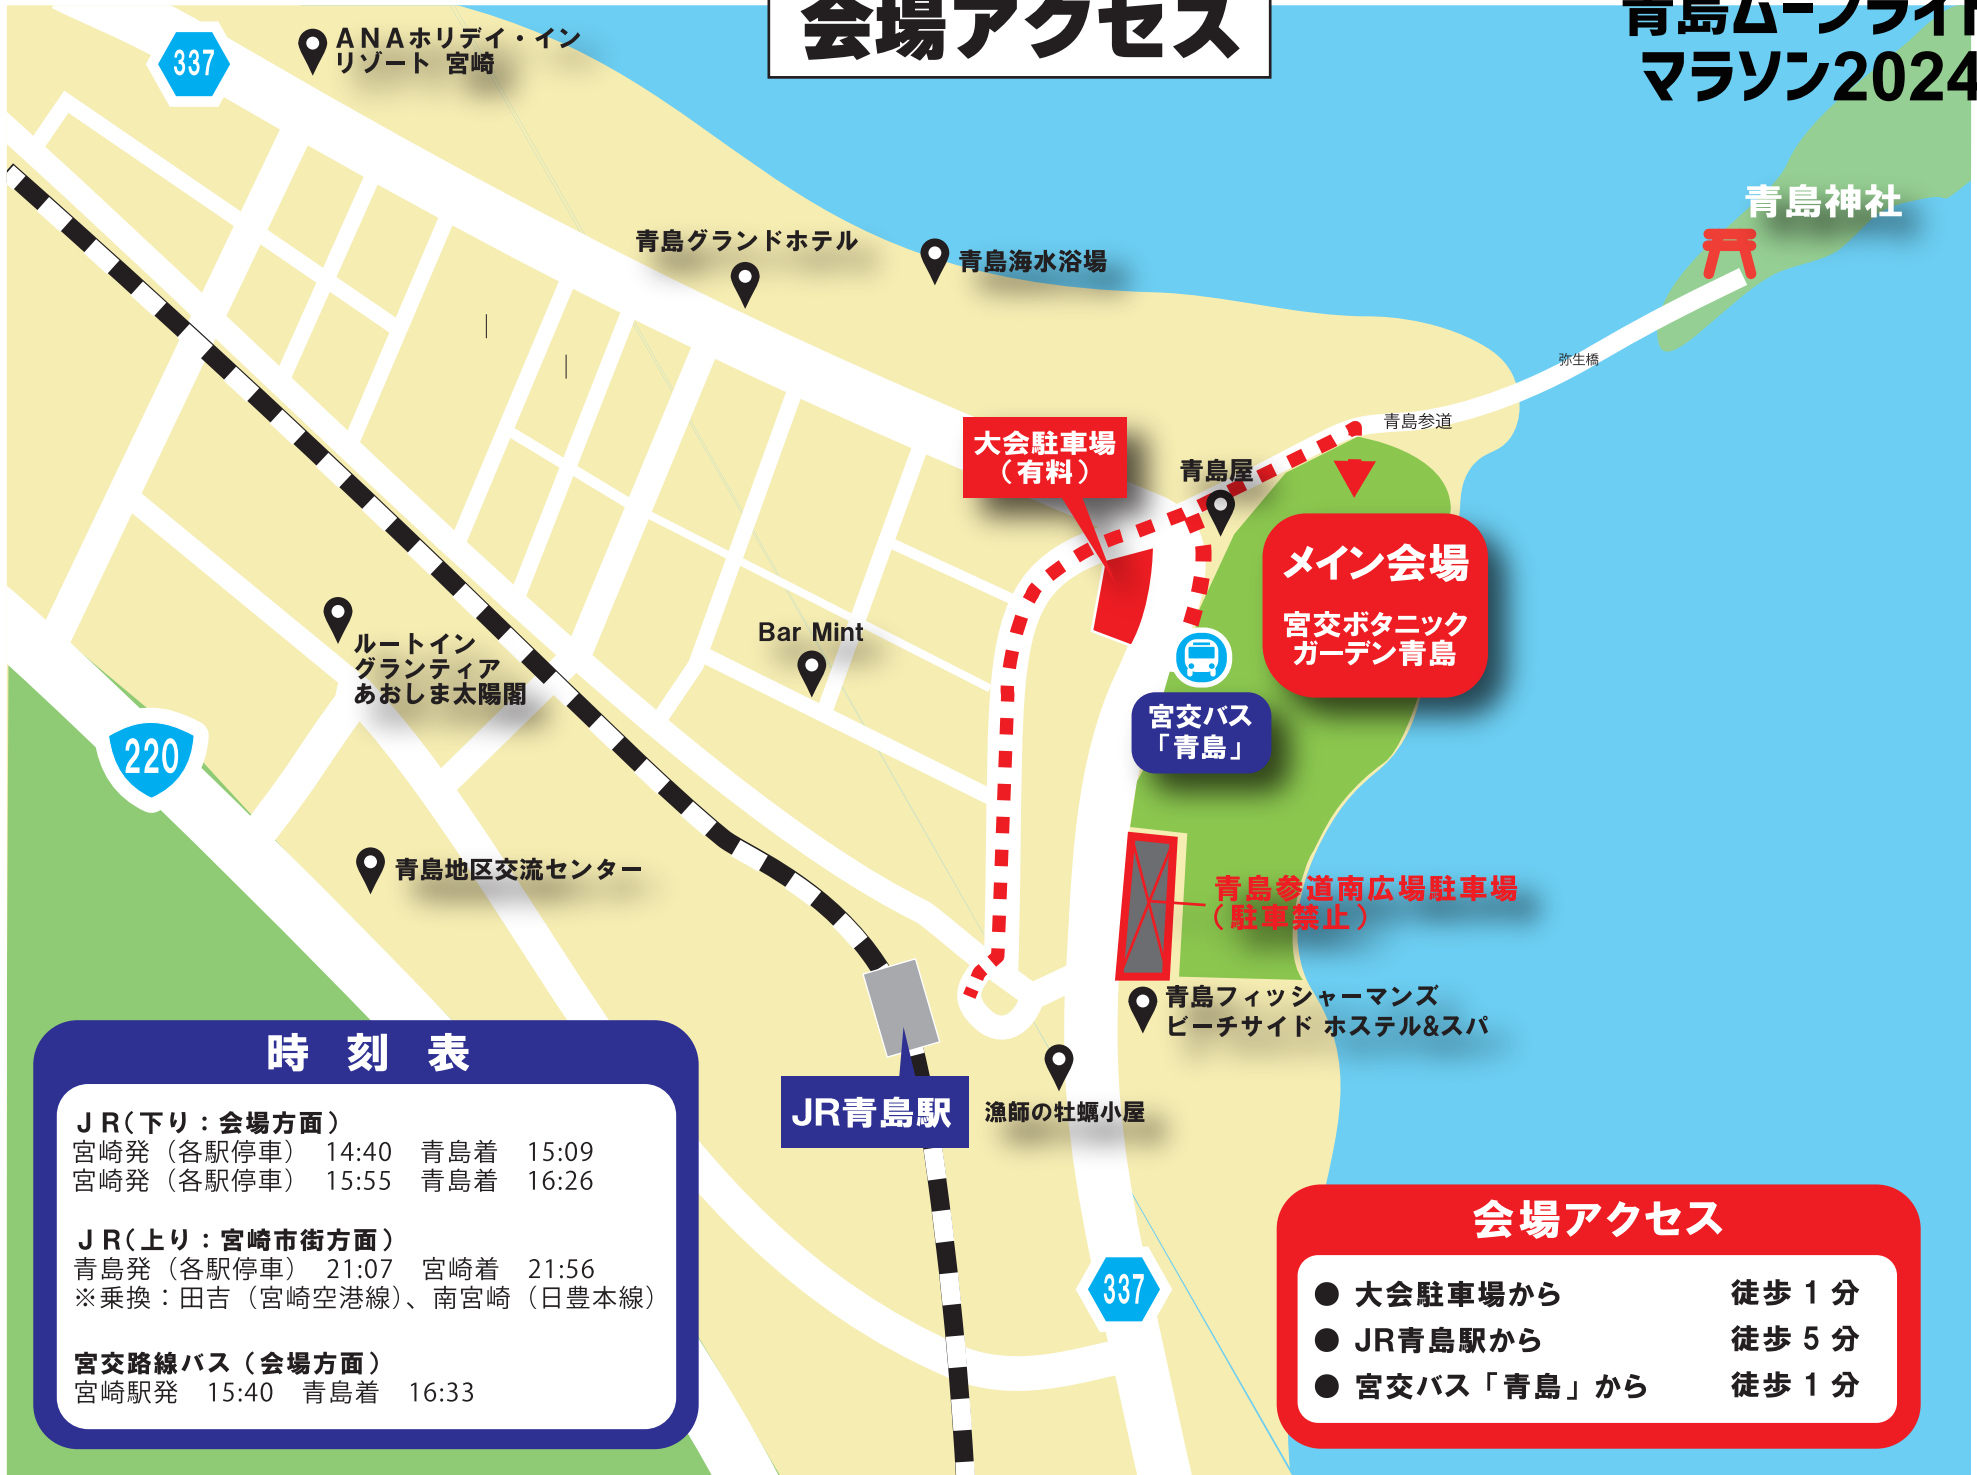 会場アクセス
青島ムーンライト
マラソン2024
337
ANAホリデイ・イン
リゾート 宮崎
青島神社
青島グランドホテル
青島海水浴場
弥生橋
青島参道
大会駐車場
（有料）
青島屋
メイン会場
宮交ボタニック
ガーデン青島
Bar Mint
ルートイン
グランティア
あおしま太陽閣
宮交バス
「青島」
220
青島地区交流センター
青島参道南広場駐車場
（駐車禁止）
青島フィッシャーマンズ
ビーチサイド ホステル&スパ
JR青島駅
漁師の牡蠣小屋
時 刻 表
JR(下り：会場方面)
宮崎発（各駅停車） 14:40 青島着 15:09
宮崎発（各駅停車） 15:55 青島着 16:26
JR(上り：宮崎市街方面)
青島発（各駅停車） 21:07 宮崎着 21:56
※乗換：田吉（宮崎空港線）、南宮崎（日豊本線）
宮交路線バス（会場方面）
宮崎駅発 15:40 青島着 16:33
337
会場アクセス
● 大会駐車場から 徒歩 1 分
● JR青島駅から 徒歩 5 分
● 宮交バス「青島」から 徒歩 1 分